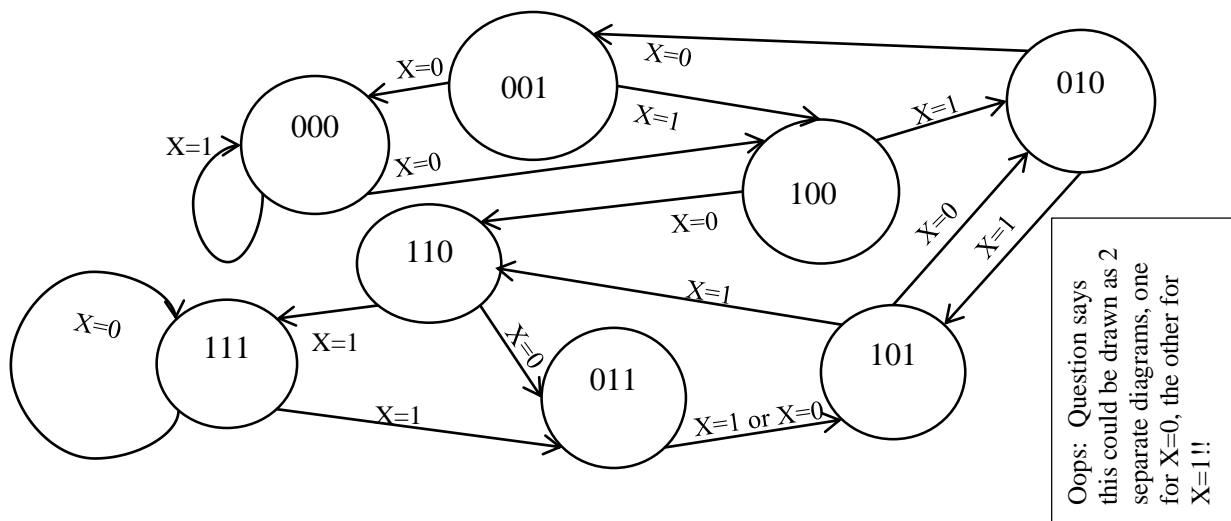 X=0
010
X=0
001
000
X=1
X=1
X=1
X=0
100
X=0
X=0
X=1
110
X=1
X=0
111
X=1
X=0
101
011
X=1
X=1 or X=0
Oops:  Question says
this could be drawn as 2
separate diagrams, one
for X=0, the other for
X=1!!